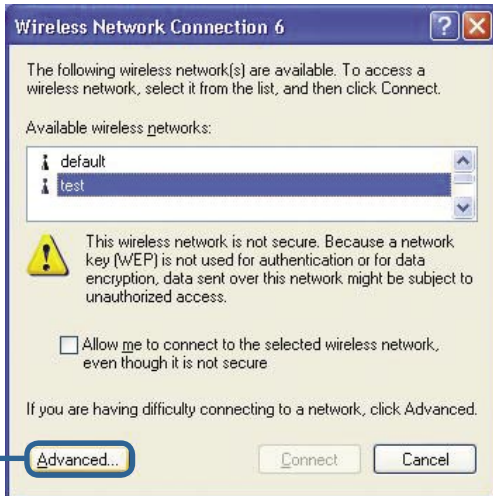 Wireless Network Connection 6
The following wireless network(s) are available. To access a
wireless network, select it from the list, and then click Connect.
Available wireless networks:
default
test
This wireless network is not secure. Because a network
key (WEP) is not used for authentication or for data
encryption, data sent over this network might be subject to
unauthorized access.
Allow me to connect to the selected wireless network,
even though it is not secure
If you are having difficulty connecting to a network, click Advanced.
Advanced... Connect Cancel